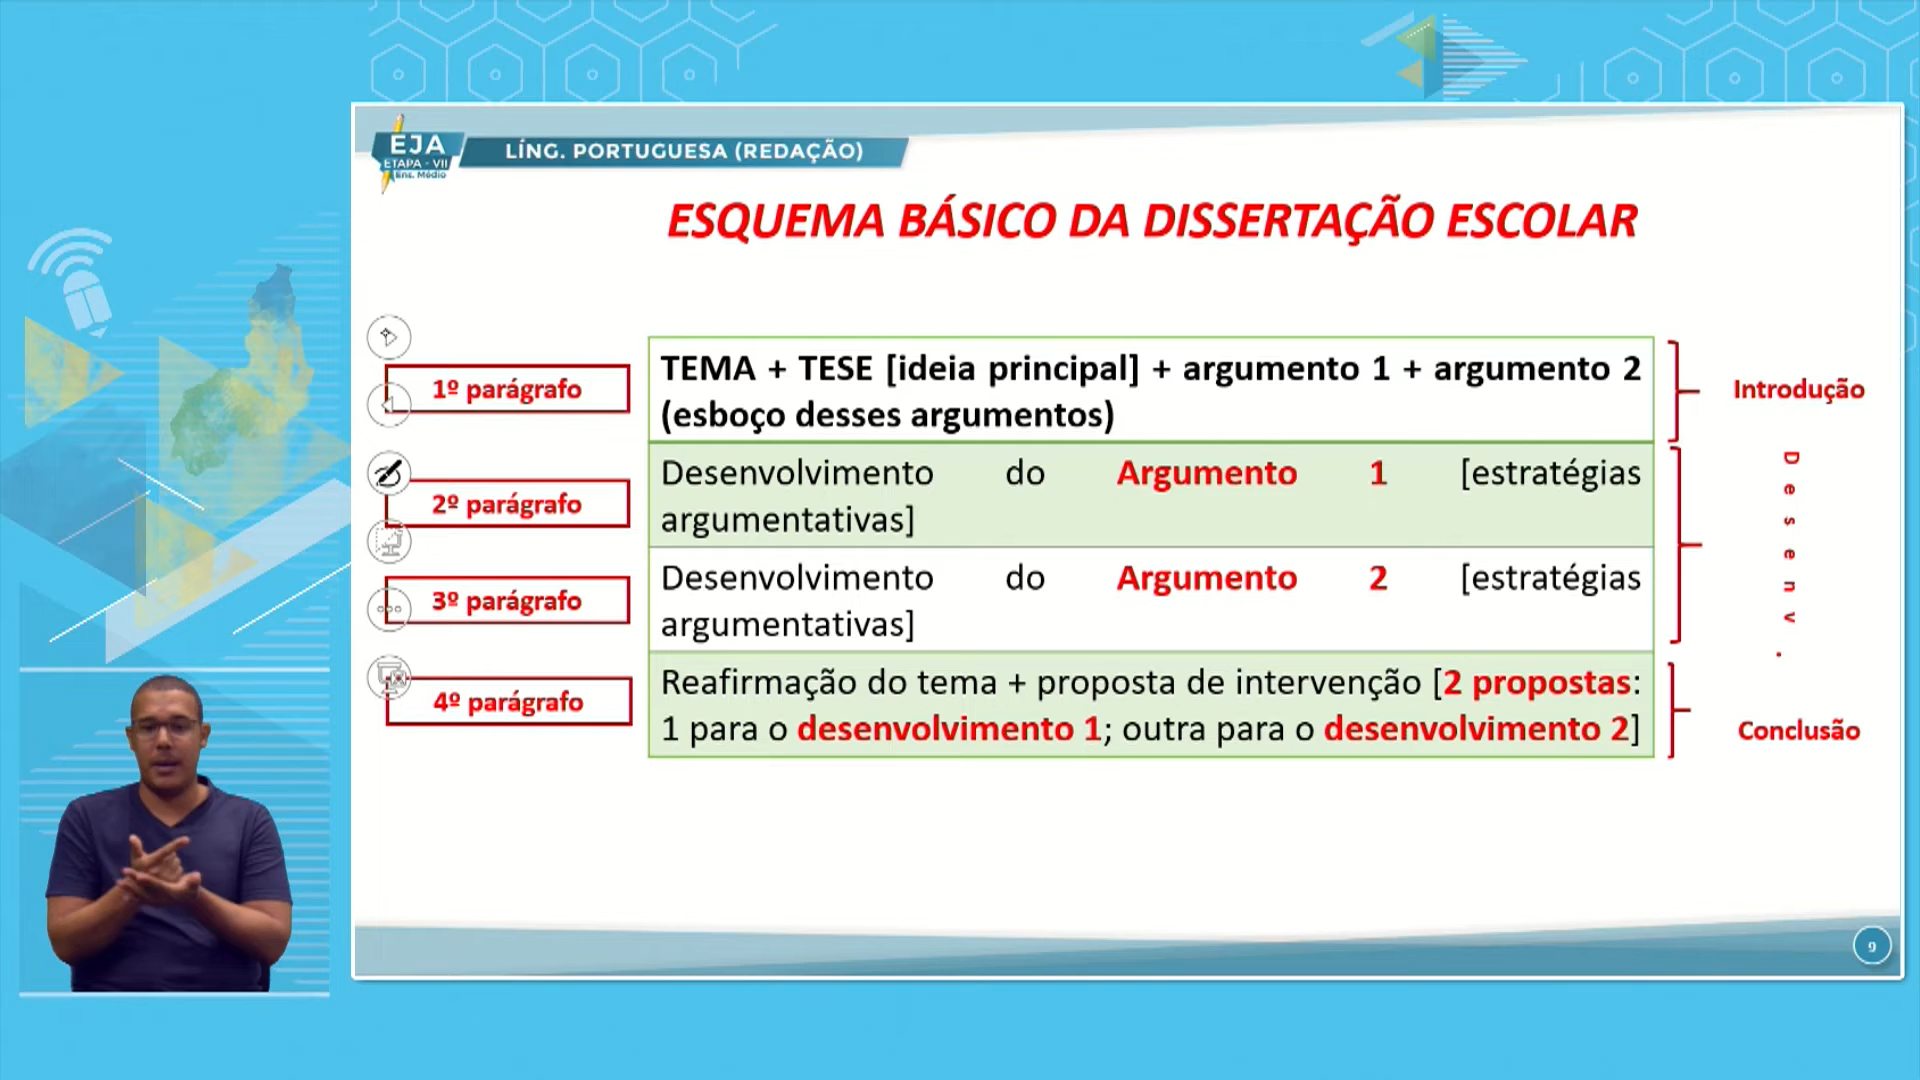 EJA
ETAPA - VII
Ens. Médio
LÍNG. PORTUGUESA (REDAÇÃO)
ESQUEMA BÁSICO DA DISSERTAÇÃO ESCOLAR
1º parágrafo
TEMA + TESE [ideia principal] + argumento 1 + argumento 2
(esboço desses argumentos)
Introdução
2º parágrafo
Desenvolvimento do Argumento 1 [estratégias
argumentativas]
3º parágrafo
Desenvolvimento do Argumento 2 [estratégias
argumentativas]
Desenv.
4º parágrafo
Reafirmação do tema + proposta de intervenção [2 propostas:
1 para o desenvolvimento 1; outra para o desenvolvimento 2]
Conclusão
9